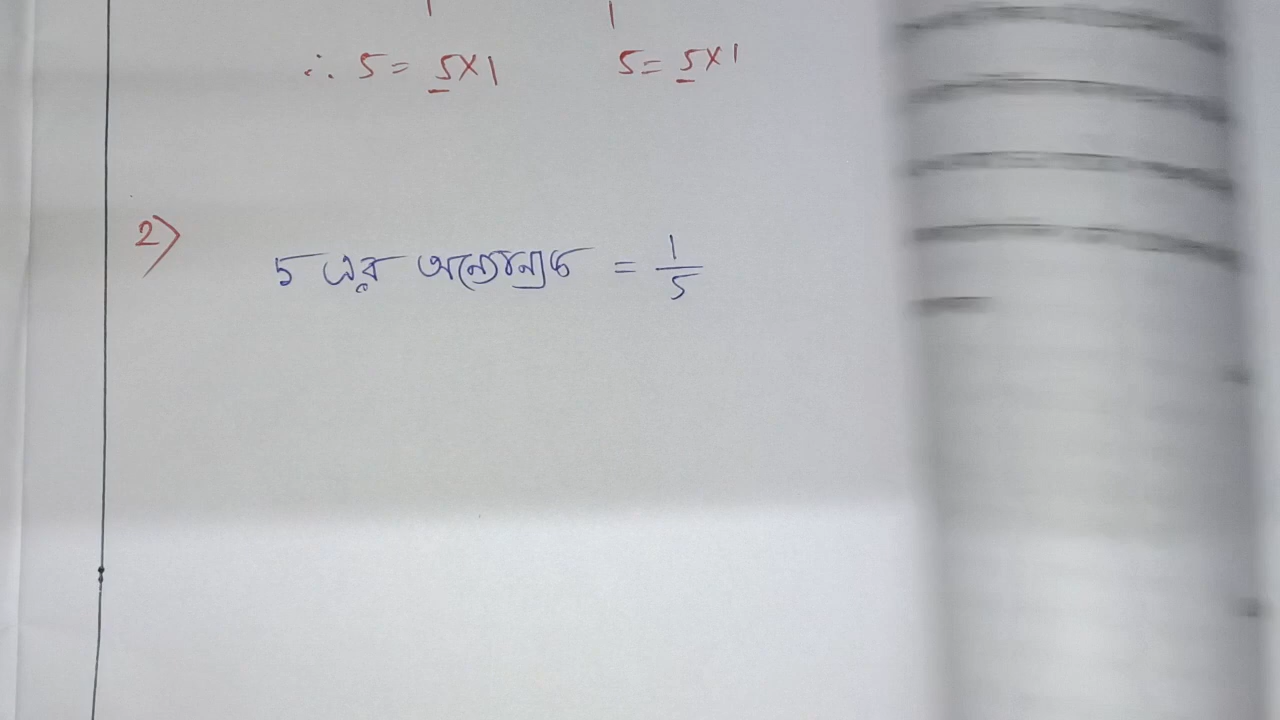 ∴ 5 = 5×1 5 = 5×1
2)
5 এর অন্যোন্যক = 1/5